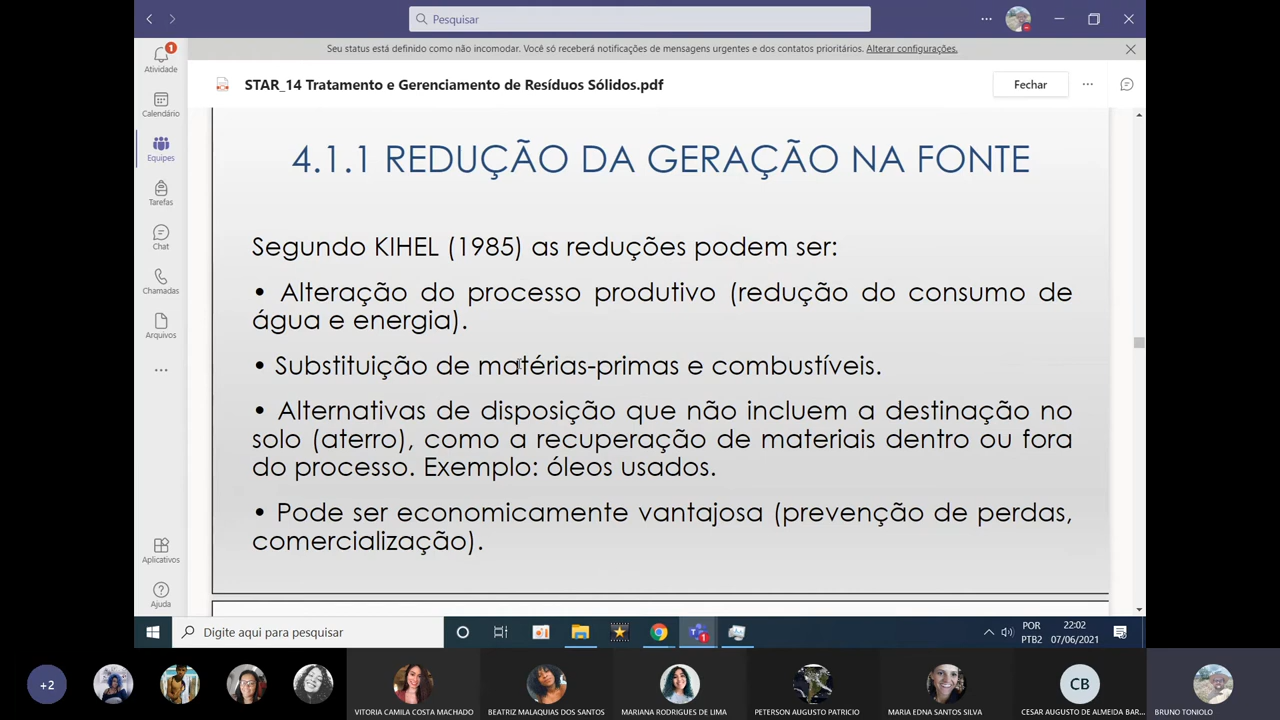 Pesquisar
Seu status está definido como não incomodar. Você só receberá notificações de mensagens urgentes e dos contatos prioritários. Alterar configurações.
1
Atividade
Calendário
Equipes
Tarefas
Chat
Chamadas
Arquivos
Aplicativos
Ajuda
STAR_14 Tratamento e Gerenciamento de Resíduos Sólidos.pdf
Fechar
4.1.1 REDUÇÃO DA GERAÇÃO NA FONTE
Segundo KIHEL (1985) as reduções podem ser:
• Alteração do processo produtivo (redução do consumo de
água e energia).
• Substituição de matérias-primas e combustíveis.
• Alternativas de disposição que não incluem a destinação no
solo (aterro), como a recuperação de materiais dentro ou fora
do processo. Exemplo: óleos usados.
• Pode ser economicamente vantajosa (prevenção de perdas,
comercialização).
Digite aqui para pesquisar
1
POR
PTB2
22:02
07/06/2021
+2
VITORIA CAMILA COSTA MACHADO
BEATRIZ MALAQUIAS DOS SANTOS
MARIANA RODRIGUES DE LIMA
PETERSON AUGUSTO PATRICIO
MARIA EDNA SANTOS SILVA
CB
CESAR AUGUSTO DE ALMEIDA BAR...
BRUNO TONIOLO